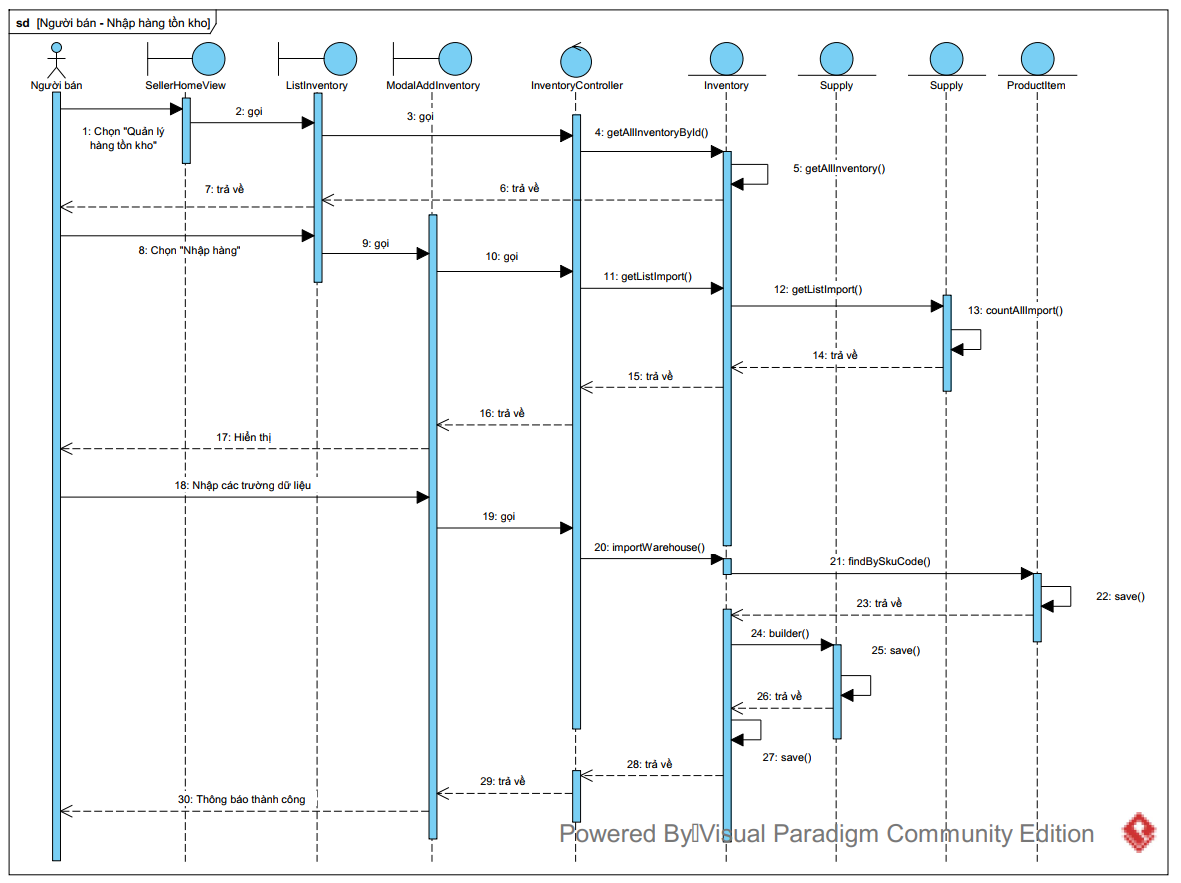 sd [Người bán - Nhập hàng tồn kho]
Người bán
SellerHomeView
ListInventory
ModalAddInventory
InventoryController
Inventory
Supply
Supply
ProductItem
1: Chọn "Quản lý
hàng tồn kho"
2: gọi
3: gọi
4: getAllInventoryById()
5: getAllInventory()
6: trả về
7: trả về
8: Chọn "Nhập hàng"
9: gọi
10: gọi
11: getListImport()
12: getListImport()
13: countAllImport()
14: trả về
15: trả về
16: trả về
17: Hiển thị
18: Nhập các trường dữ liệu
19: gọi
20: importWarehouse()
21: findBySkuCode()
22: save()
23: trả về
24: builder()
25: save()
26: trả về
27: save()
28: trả về
29: trả về
30: Thông báo thành công
Powered By▯Visual Paradigm Community Edition